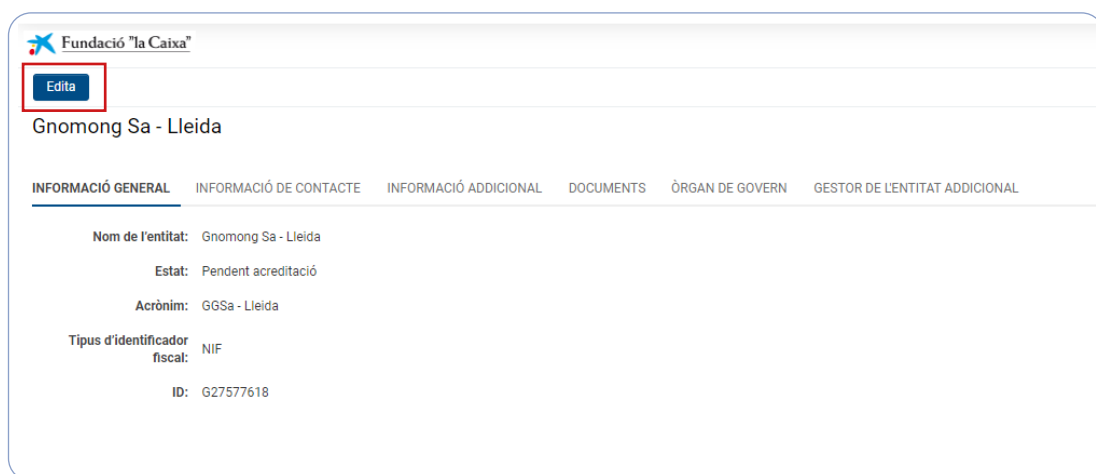 Fundació "la Caixa"
Edita
Gnomong Sa - Lleida
INFORMACIÓ GENERAL INFORMACIÓ DE CONTACTE INFORMACIÓ ADDICIONAL DOCUMENTS ÒRGAN DE GOVERN GESTOR DE L'ENTITAT ADDICIONAL
Nom de l'entitat: Gnomong Sa - Lleida
Estat: Pendent acreditació
Acrònim: GGSa - Lleida
Tipus d'identificador
fiscal: NIF
ID: G27577618